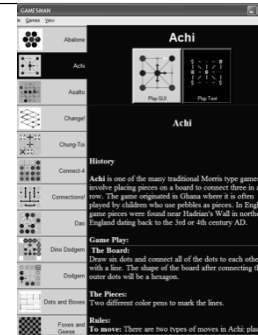 GAMESMAN
Games View
Abalone
Achi
Asalto
Change!
Chung-Toi
Connect-4
Connections!
Dao
Dino Dodgem
Dodgem
Dots and Boxes
Foxes and
Geese
Achi
Play GUI
Play Text
Achi
History
Achi is one of the many traditional Morris type games
involve placing pieces on a board to connect three in a
row. The game originated in Ghana where it is often
played by children who use pebbles as pieces. In Engl
game pieces were found near Hadrian's Wall in northe
England dating back to the 3rd or 4th century AD.
Game Play:
The Board:
Draw six dots and connect all of the dots to each othe
with a line. The shape of the board after connecting th
outer dots will be a hexagon.
The Pieces:
Two different color pens to mark the lines.
Rules:
To move: There are two types of moves in Achi: plac